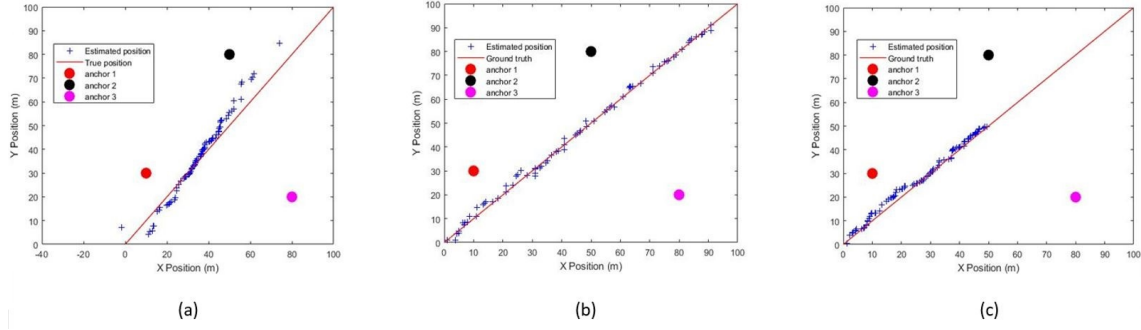 100
90
80
70
60
50
40
30
20
10
0
Y Position (m)
-40 -20 0 20 40 60 80 100
X Position (m)
+ Estimated position
True position
anchor 1
anchor 2
anchor 3
(a)
100
90
80
70
60
50
40
30
20
10
0
Y Position (m)
0 10 20 30 40 50 60 70 80 90 100
X Position (m)
+ Estimated position
Ground truth
anchor 1
anchor 2
anchor 3
(b)
100
90
80
70
60
50
40
30
20
10
0
Y Position (m)
0 10 20 30 40 50 60 70 80 90 100
X Position (m)
+ Estimated position
Ground truth
anchor 1
anchor 2
anchor 3
(c)